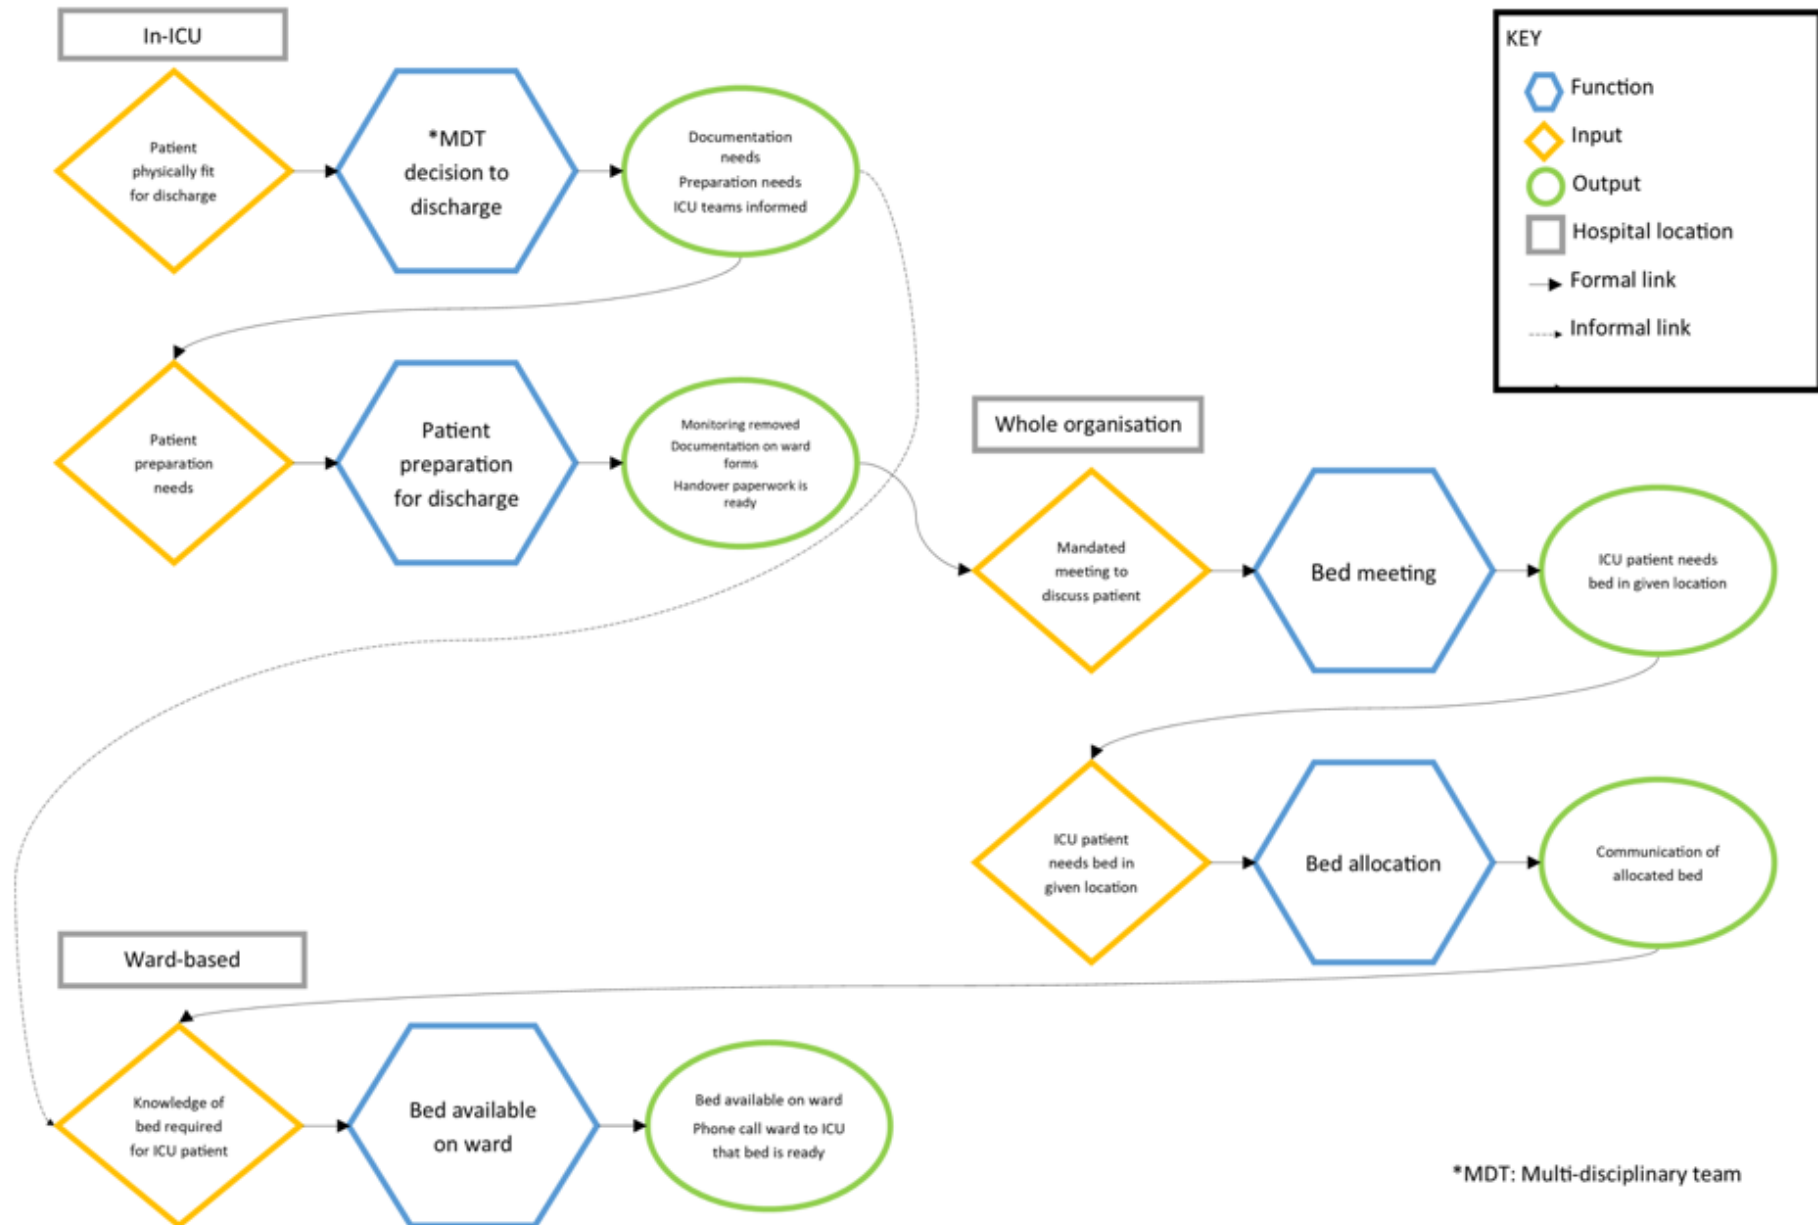 In-ICU
Patient
physically fit
for discharge
*MDT
decision to
discharge
Documentation
needs
Preparation needs
ICU teams informed
KEY
Function
Input
Output
Hospital location
Formal link
Informal link
Patient
preparation
needs
Patient
preparation
for discharge
Monitoring removed
Documentation on ward
forms
Handover paperwork is
ready
Whole organisation
Mandated
meeting to
discuss patient
Bed meeting
ICU patient needs
bed in given location
ICU patient
needs bed in
given location
Bed allocation
Communication of
allocated bed
Ward-based
Knowledge of
bed required
for ICU patient
Bed available
on ward
Bed available on ward
Phone call ward to ICU
that bed is ready
*MDT: Multi-disciplinary team